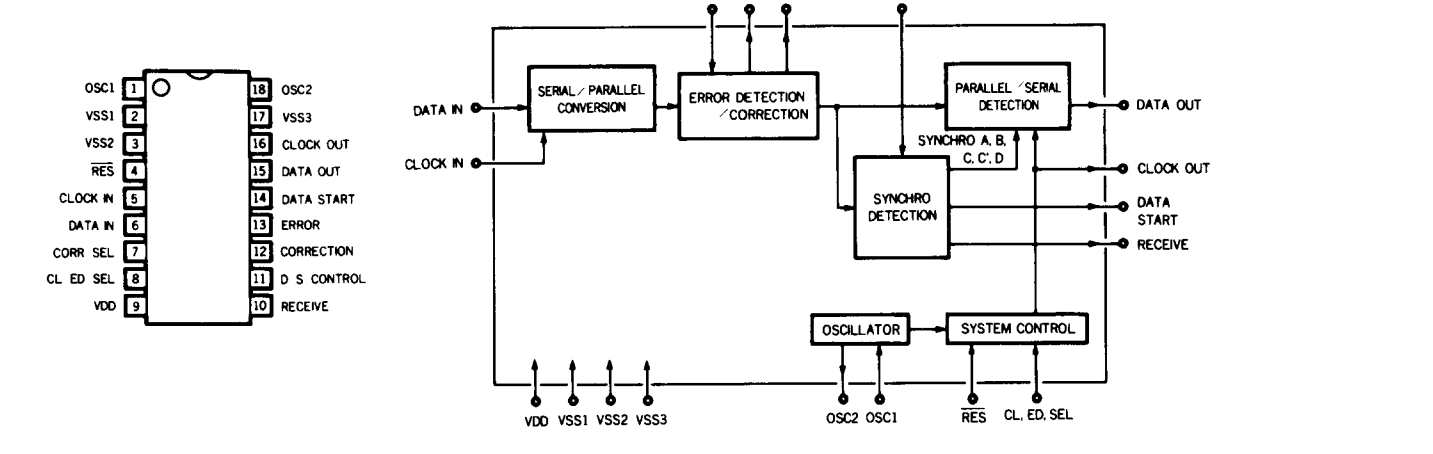 OSC1 1 18 OSC2
VSS1 2 17 VSS3
VSS2 3 16 CLOCK OUT
RES 4 15 DATA OUT
CLOCK IN 5 14 DATA START
DATA IN 6 13 ERROR
CORR SEL 7 12 CORRECTION
CL ED SEL 8 11 D S CONTROL
VDD 9 10 RECEIVE
DATA IN
CLOCK IN
SERIAL/PARALLEL
CONVERSION
ERROR DETECTION
/CORRECTION
PARALLEL/SERIAL
DETECTION
SYNCHRO A, B,
C, C', D
SYNCHRO
DETECTION
DATA OUT
CLOCK OUT
DATA
START
RECEIVE
OSCILLATOR
SYSTEM CONTROL
VDD VSS1 VSS2 VSS3
OSC2 OSC1
RES
CL, ED, SEL